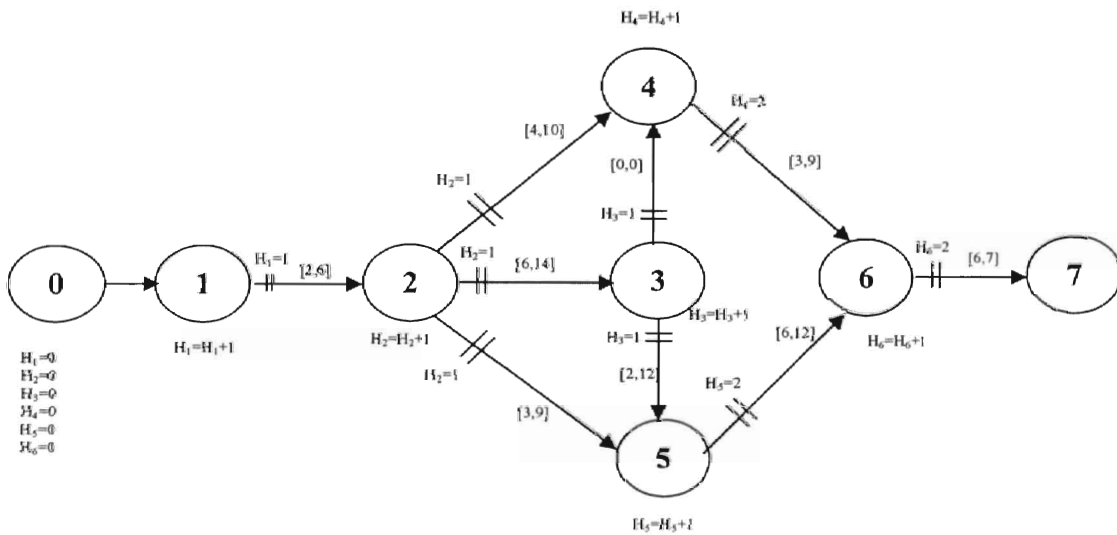 H₄=H₄+1
4
H₄=2
[4,10]
[3,9]
[0,0]
H₂=1
H₃=1
H₂=1
H₁=1
[2,6]
[6,14]
H₆=2
[6,7]
0
1
2
3
6
7
H₃=H₃+1
H₁=H₁+1
H₂=H₂+1
H₃=1
[6,12]
H₆=H₆+1
H₁=0
H₂=0
H₃=0
H₄=0
H₅=0
H₆=0
H₂=1
[2,12]
H₅=2
[3,9]
5
H₅=H₅+1